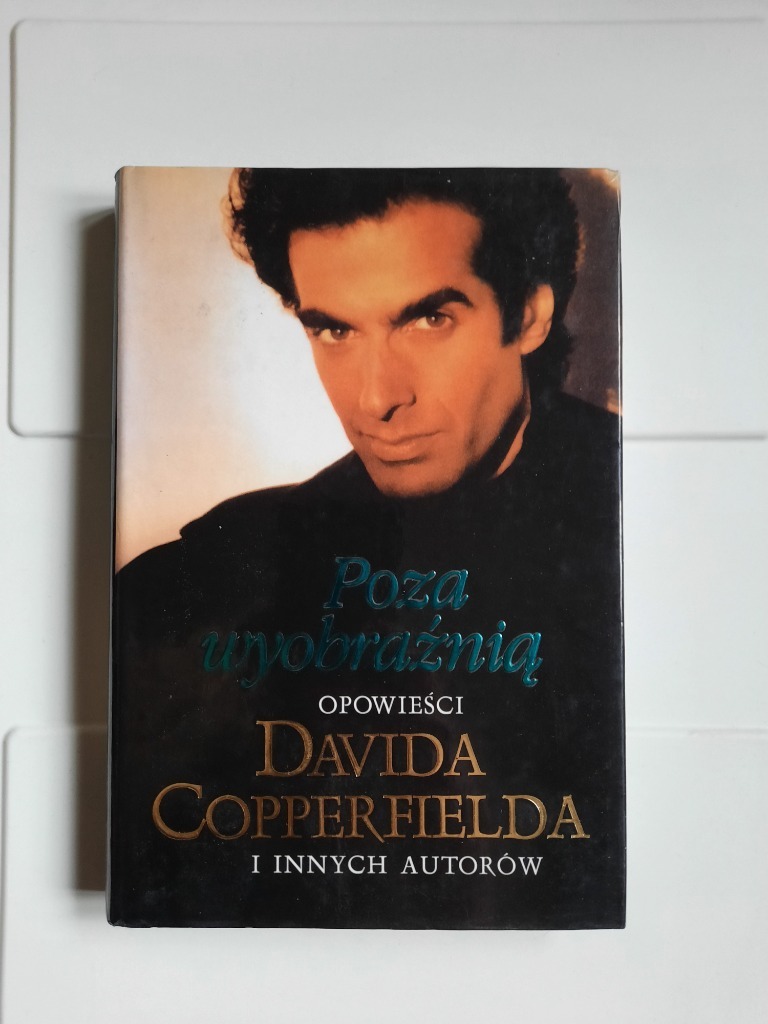 Poza
wyobraźnią
OPOWIEŚCI
DAVIDA
COPPERFIELDA
I INNYCH AUTORÓW